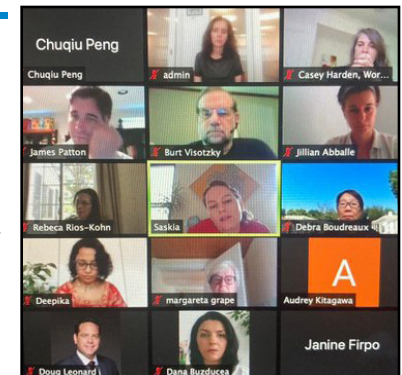 Chuqiu Peng
Chuqiu Peng
admin
Casey Harden, Wor...
James Patton
Burt Visotzky
Jillian Abballe
Rebeca Rios-Kohn
Saskia
Debra Boudreaux
Deepika
margareta grape
A
Audrey Kitagawa
Doug Leonard
Dana Buzducea
Janine Firpo